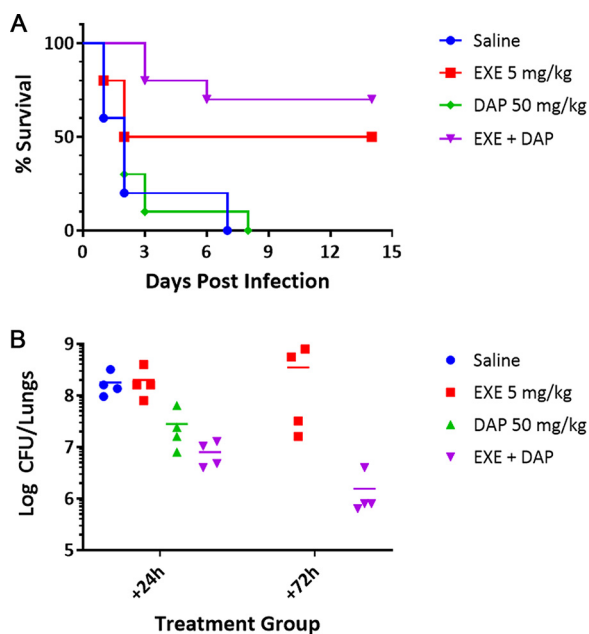 A
% Survival
100
50
0
0 3 6 9 12 15
Days Post Infection
Saline
EXE 5 mg/kg
DAP 50 mg/kg
EXE + DAP
B
Log CFU/Lungs
9
8
7
6
5
+24h +72h
Treatment Group
Saline
EXE 5 mg/kg
DAP 50 mg/kg
EXE + DAP